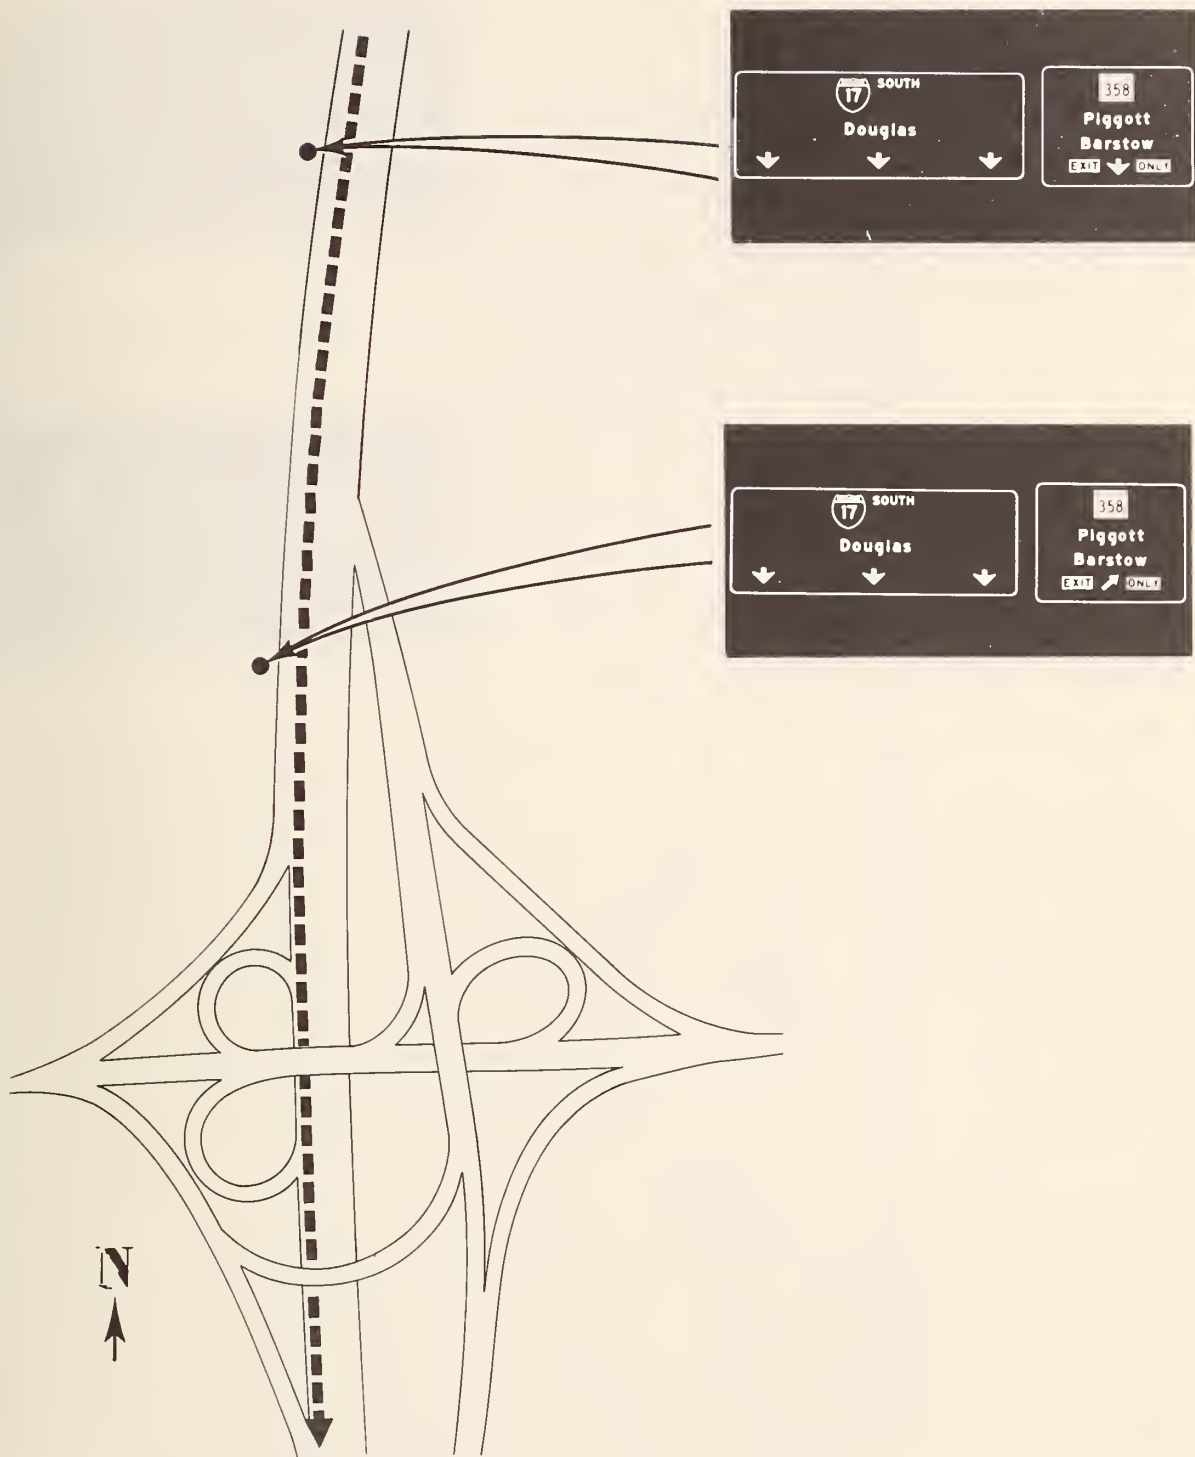 17 SOUTH
Douglas
358
Piggott
Barstow
EXIT ONLY
17 SOUTH
Douglas
358
Piggott
Barstow
EXIT ONLY
N